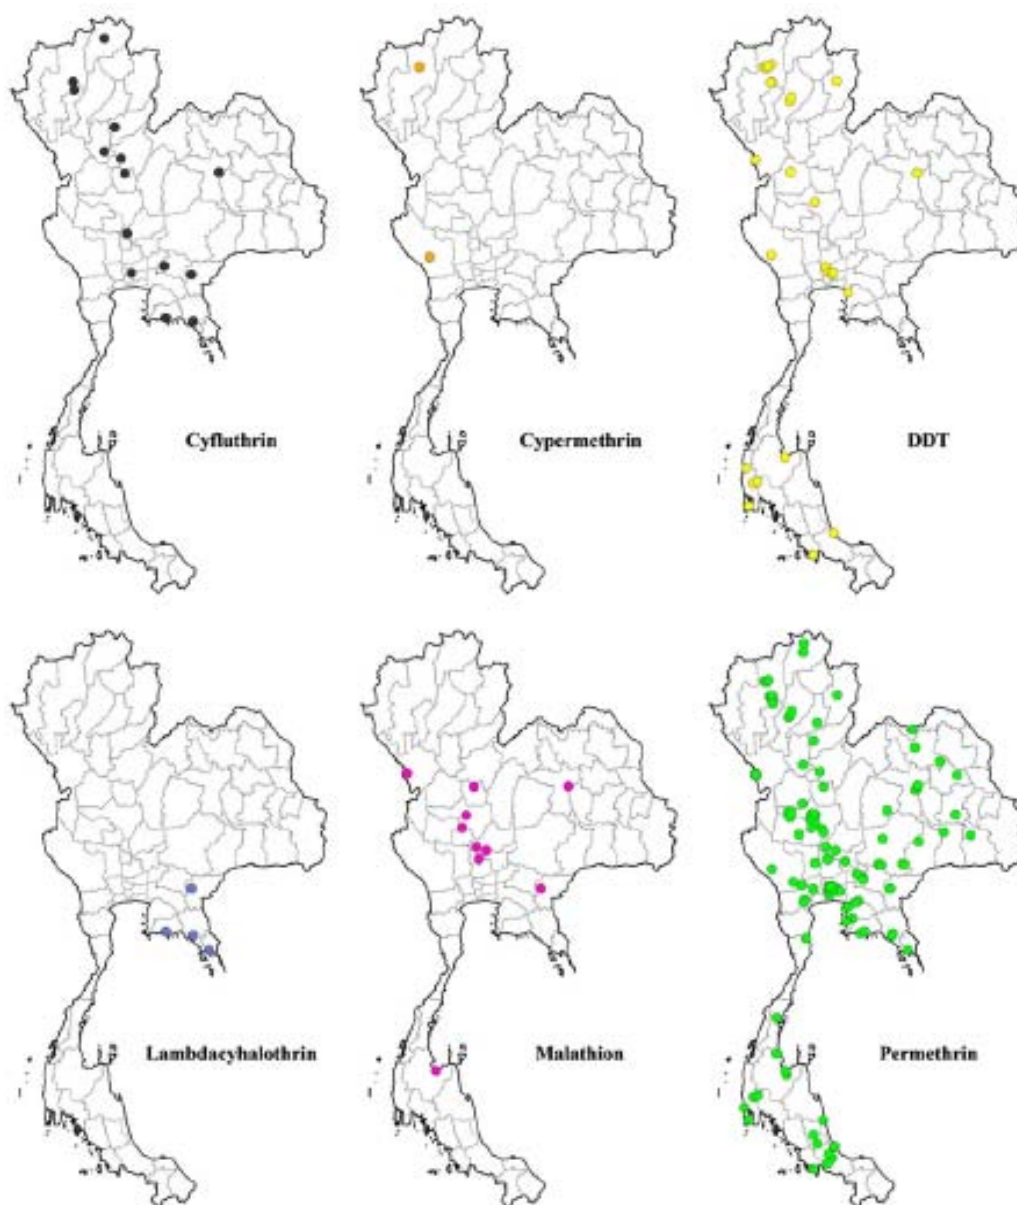 Cyfluthrin
Cypermethrin
DDT
Lambdacyhalothrin
Malathion
Permethrin